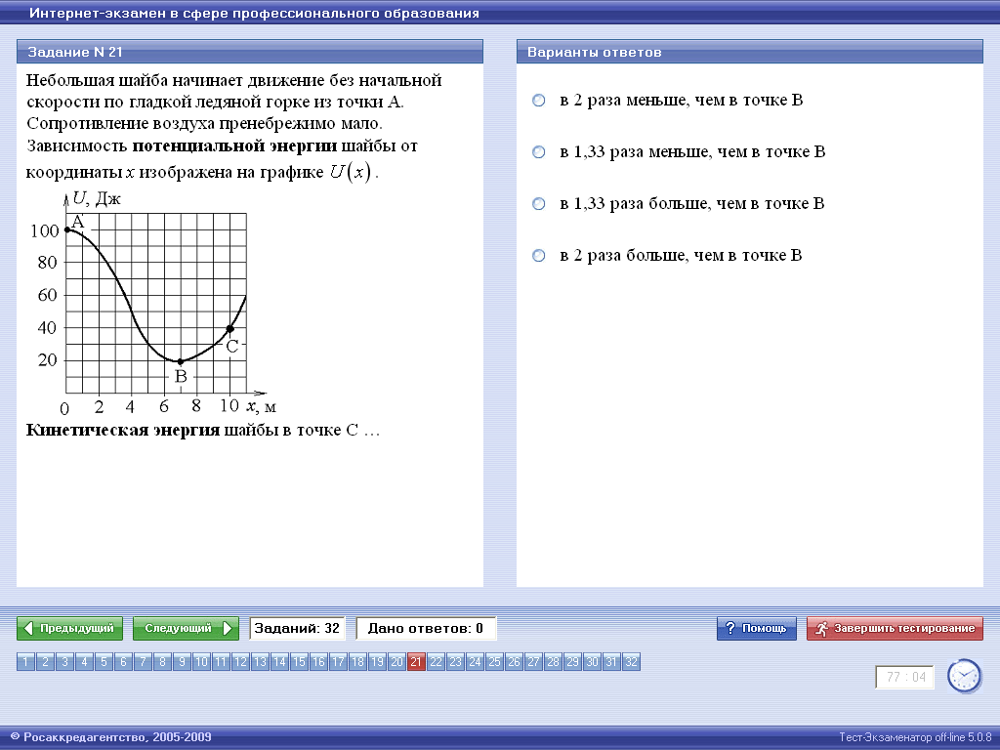 Интернет-экзамен в сфере профессионального образования
Задание N 21
Небольшая шайба начинает движение без начальной
скорости по гладкой ледяной горке из точки А.
Сопротивление воздуха пренебрежимо мало.
Зависимость потенциальной энергии шайбы от
координаты x изображена на графике U(x) .
U, Дж
A
100
80
60
40
20
C
B
0 2 4 6 8 10 x, м
Кинетическая энергия шайбы в точке С …
Варианты ответов
в 2 раза меньше, чем в точке В
в 1,33 раза меньше, чем в точке В
в 1,33 раза больше, чем в точке В
в 2 раза больше, чем в точке В
Предыдущий Следующий Заданий: 32 Дано ответов: 0 ? Помощь Завершить тестирование
1 2 3 4 5 6 7 8 9 10 11 12 13 14 15 16 17 18 19 20 21 22 23 24 25 26 27 28 29 30 31 32
77 : 04
© Росаккредагентство, 2005-2009 Тест-Экзаменатор off-line 5.0.8